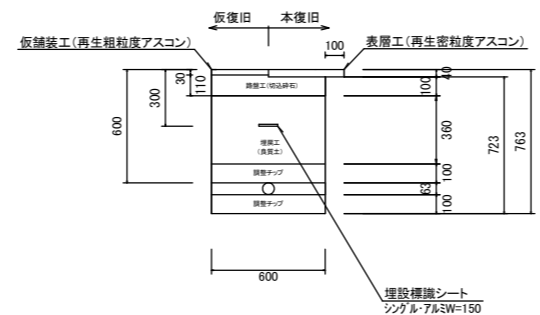 仮復旧 本復旧
仮舗装工(再生粗粒度アスコン)
表層工(再生密粒度アスコン)
100
30
110
40
100
路盤工(切込砕石)
300
600
埋戻工
(良質土)
360
723
763
調整チップ
100
63
調整チップ
100
600
埋設標識シート
シングル・アルミW=150